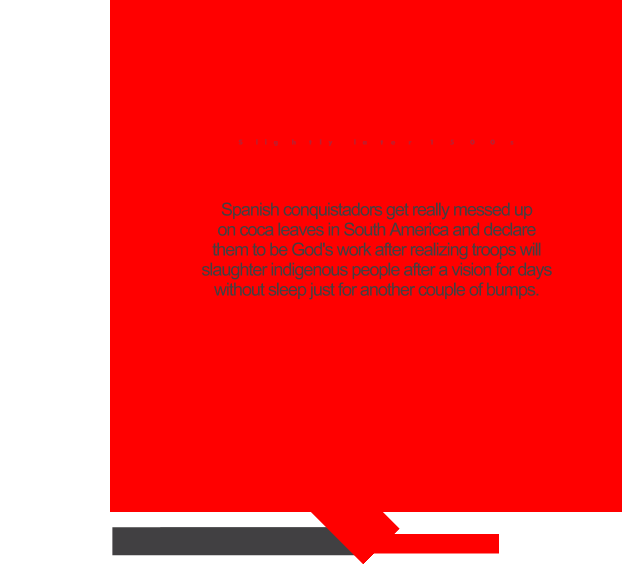 Spanish conquistadors get really messed up
on coca leaves in South America and declare
them to be God's work after realizing troops will
slaughter indigenous people after a vision for days
without sleep just for another couple of bumps.